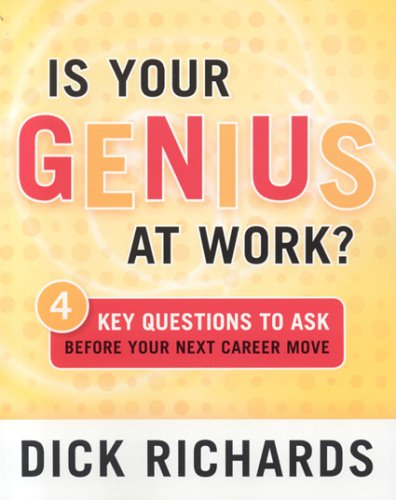 IS YOUR
GENIUS
AT WORK?
4 KEY QUESTIONS TO ASK
BEFORE YOUR NEXT CAREER MOVE
DICK RICHARDS